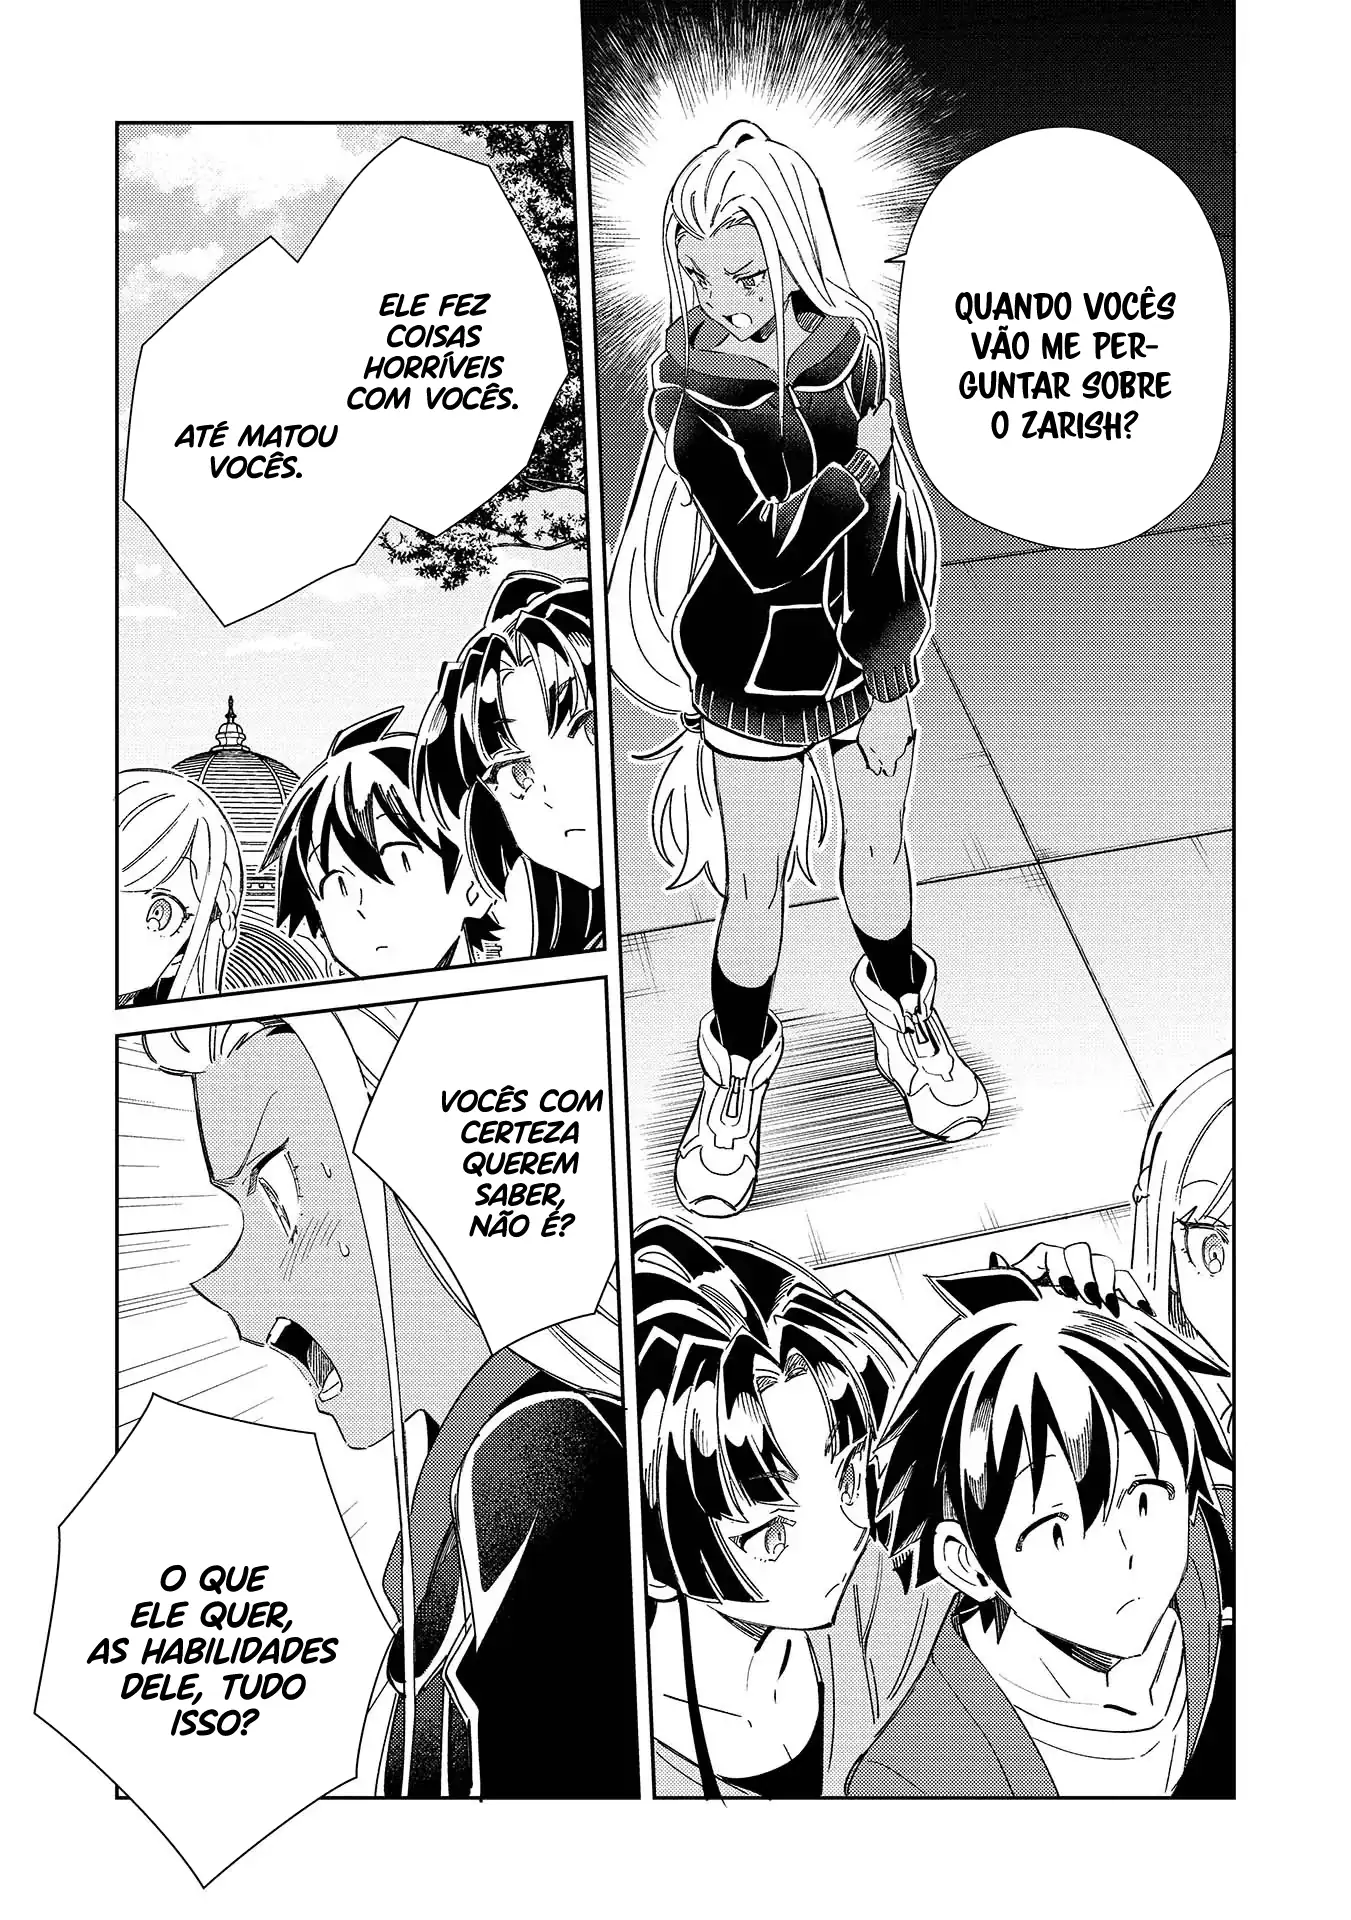 QUANDO VOCÊS
VÃO ME PER-
GUNTAR SOBRE
O ZARISH?
ELE FEZ
COISAS
HORRÍVEIS
COM VOCÊS.
ATÉ MATOU
VOCÊS.
VOCÊS COM
CERTEZA
QUEREM
SABER,
NÃO É?
O QUE
ELE QUER,
AS HABILIDADES
DELE, TUDO
ISSO?